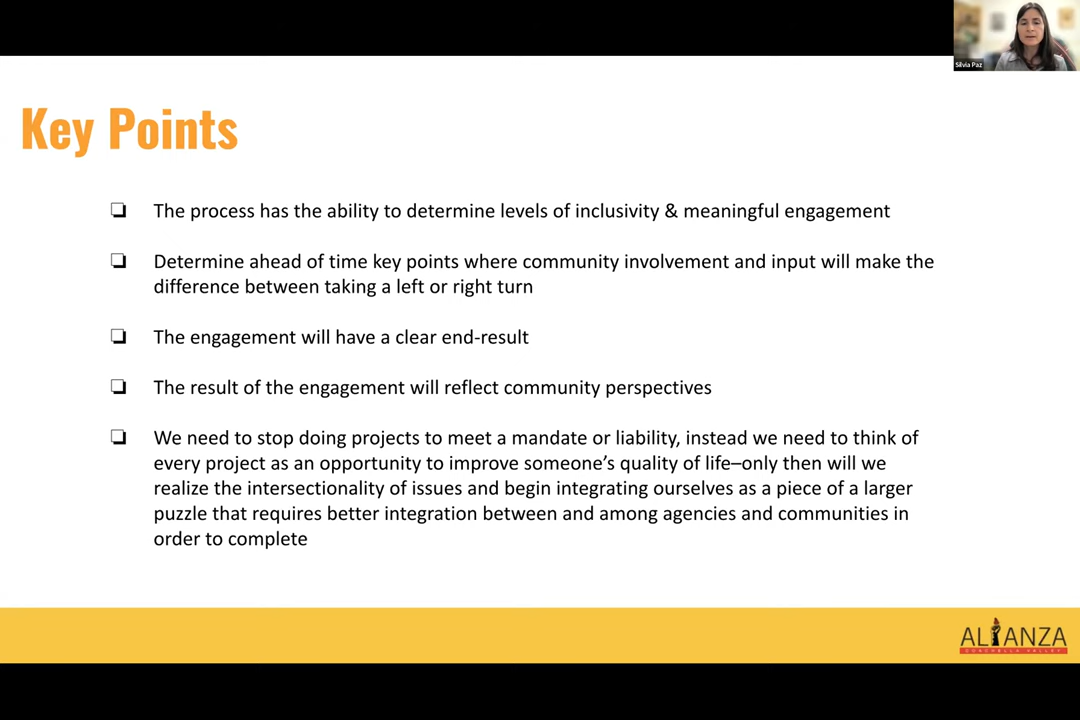 Silvia Paz
Key Points
❏ The process has the ability to determine levels of inclusivity & meaningful engagement
❏ Determine ahead of time key points where community involvement and input will make the
difference between taking a left or right turn
❏ The engagement will have a clear end-result
❏ The result of the engagement will reflect community perspectives
❏ We need to stop doing projects to meet a mandate or liability, instead we need to think of
every project as an opportunity to improve someone’s quality of life–only then will we
realize the intersectionality of issues and begin integrating ourselves as a piece of a larger
puzzle that requires better integration between and among agencies and communities in
order to complete
ALIANZA
COACHELLA VALLEY